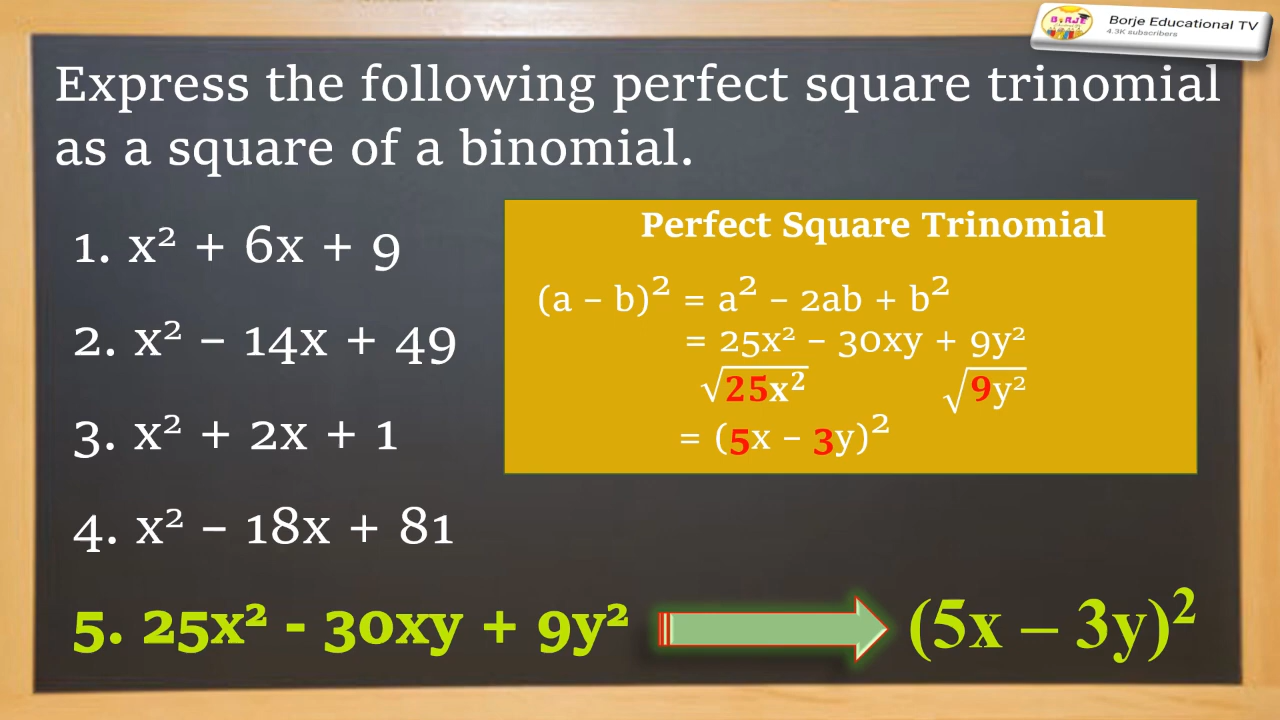 BORJE
Borje Educational TV
4.3K subscribers
Express the following perfect square trinomial
as a square of a binomial.
1. x² + 6x + 9
2. x² – 14x + 49
3. x² + 2x + 1
4. x² – 18x + 81
5. 25x² - 30xy + 9y²
(5x – 3y)²
Perfect Square Trinomial
(a – b)² = a² – 2ab + b²
= 25x² – 30xy + 9y²
√25x² √9y²
= (5x – 3y)²